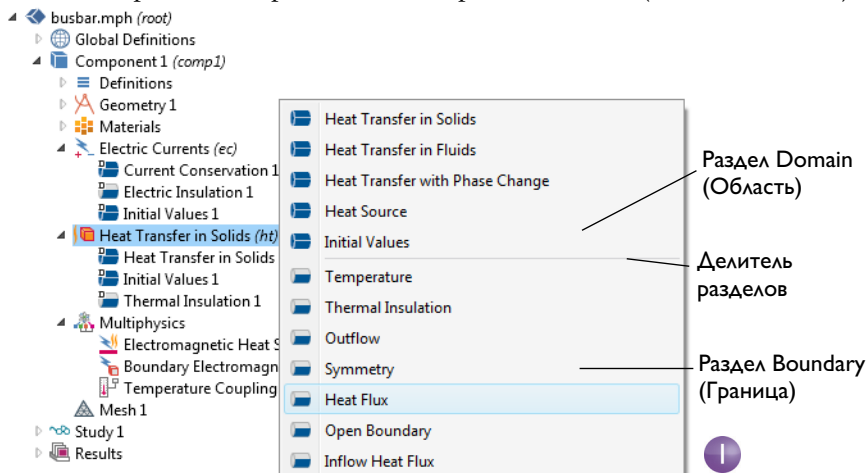 busbar.mph (root)
Global Definitions
Component 1 (comp1)
Definitions
Geometry 1
Materials
Electric Currents (ec)
Current Conservation 1
Electric Insulation 1
Initial Values 1
Heat Transfer in Solids (ht)
Heat Transfer in Solids
Initial Values 1
Thermal Insulation 1
Multiphysics
Electromagnetic Heat S
Boundary Electromagn
Temperature Coupling
Mesh 1
Study 1
Results
Heat Transfer in Solids
Heat Transfer in Fluids
Heat Transfer with Phase Change
Heat Source
Initial Values
Temperature
Thermal Insulation
Outflow
Symmetry
Heat Flux
Open Boundary
Inflow Heat Flux
Раздел Domain
(Область)
Делитель
разделов
Раздел Boundary
(Граница)
1